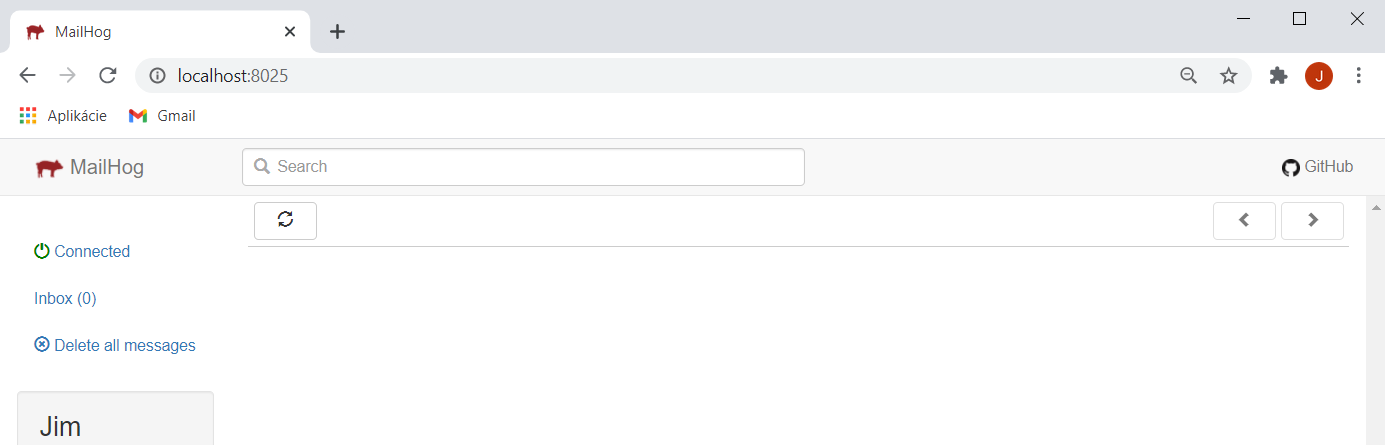 MailHog
localhost:8025
J
Aplikácie Gmail
MailHog Search GitHub
Connected
Inbox (0)
Delete all messages
Jim